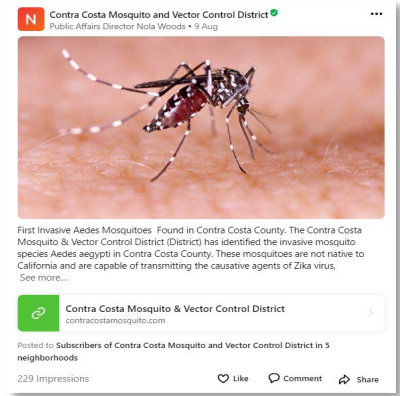 N
Contra Costa Mosquito and Vector Control District
Public Affairs Director Nola Woods • 9 Aug
First Invasive Aedes Mosquitoes Found in Contra Costa County. The Contra Costa
Mosquito & Vector Control District (District) has identified the invasive mosquito
species Aedes aegypti in Contra Costa County. These mosquitoes are not native to
California and are capable of transmitting the causative agents of Zika virus,
See more...
Contra Costa Mosquito & Vector Control District
contracostamosquito.com
Posted to Subscribers of Contra Costa Mosquito and Vector Control District in 5
neighborhoods
229 Impressions
Like
Comment
Share